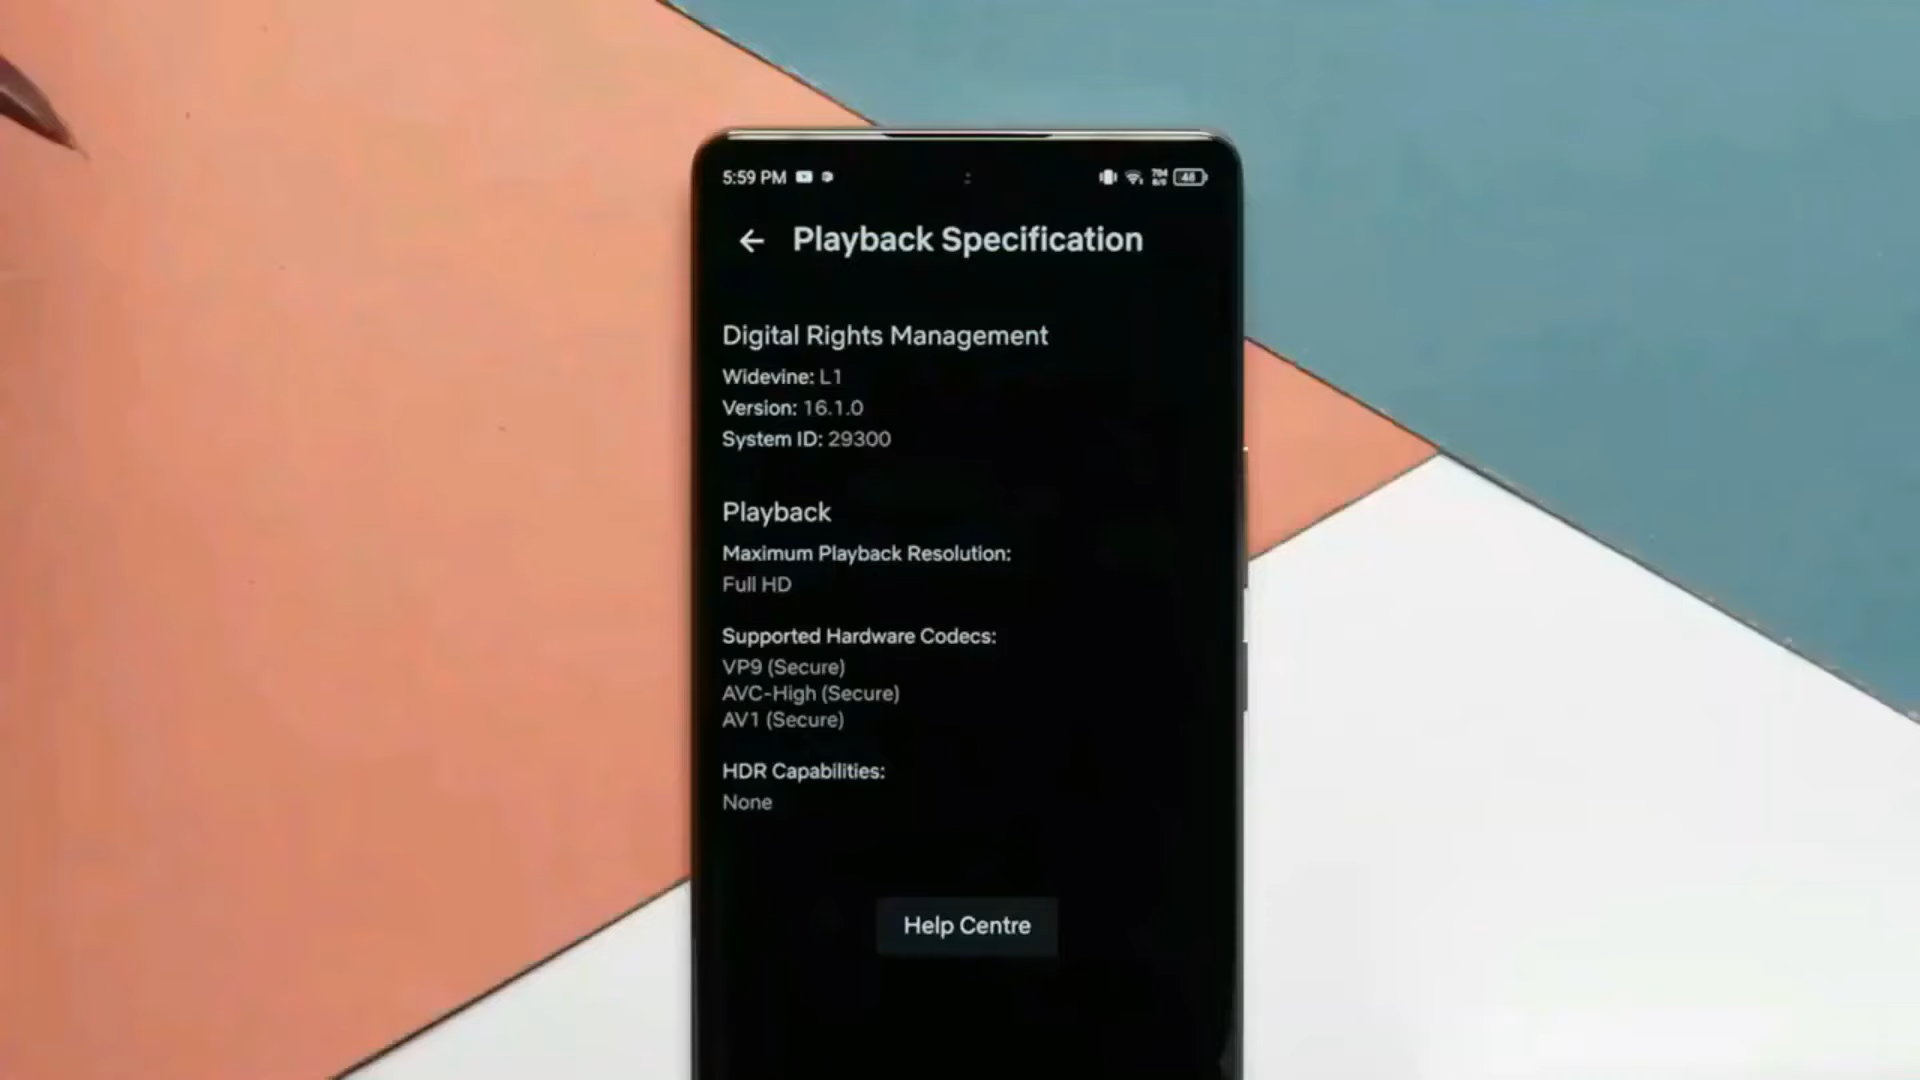 5:59 PM 48
Playback Specification
Digital Rights Management
Widevine: L1
Version: 16.1.0
System ID: 29300
Playback
Maximum Playback Resolution:
Full HD
Supported Hardware Codecs:
VP9 (Secure)
AVC-High (Secure)
AV1 (Secure)
HDR Capabilities:
None
Help Centre